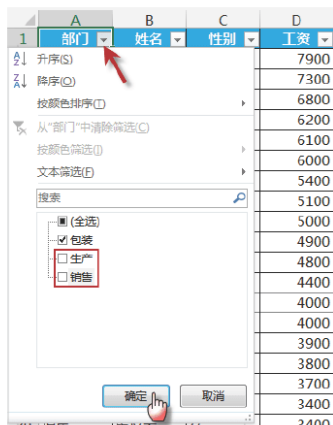 A B C D
1 部门 姓名 性别 工资
升序(S) 7900
降序(O) 7300
按颜色排序(T) 6800
从"部门"中清除筛选(C) 6200
按颜色筛选(I) 6100
文本筛选(F) 6000
5400
搜索 5100
(全选) 5000
包装 4900
生产 4800
销售 4400
4000
4000
3900
3800
确定 取消 3700
3400
3400